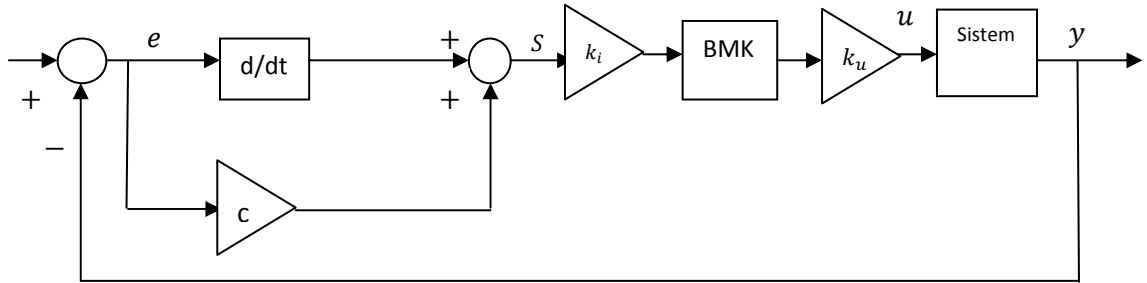 +
−
e
d/dt
c
+
+
S
k_i
BMK
k_u
u
Sistem
y